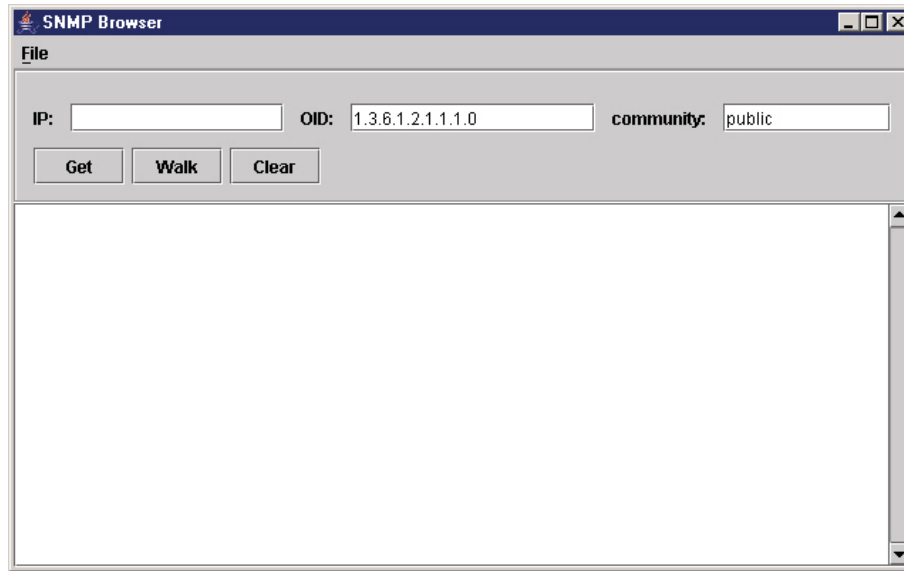 SNMP Browser
File
IP: OID: 1.3.6.1.2.1.1.1.0 community: public
Get Walk Clear